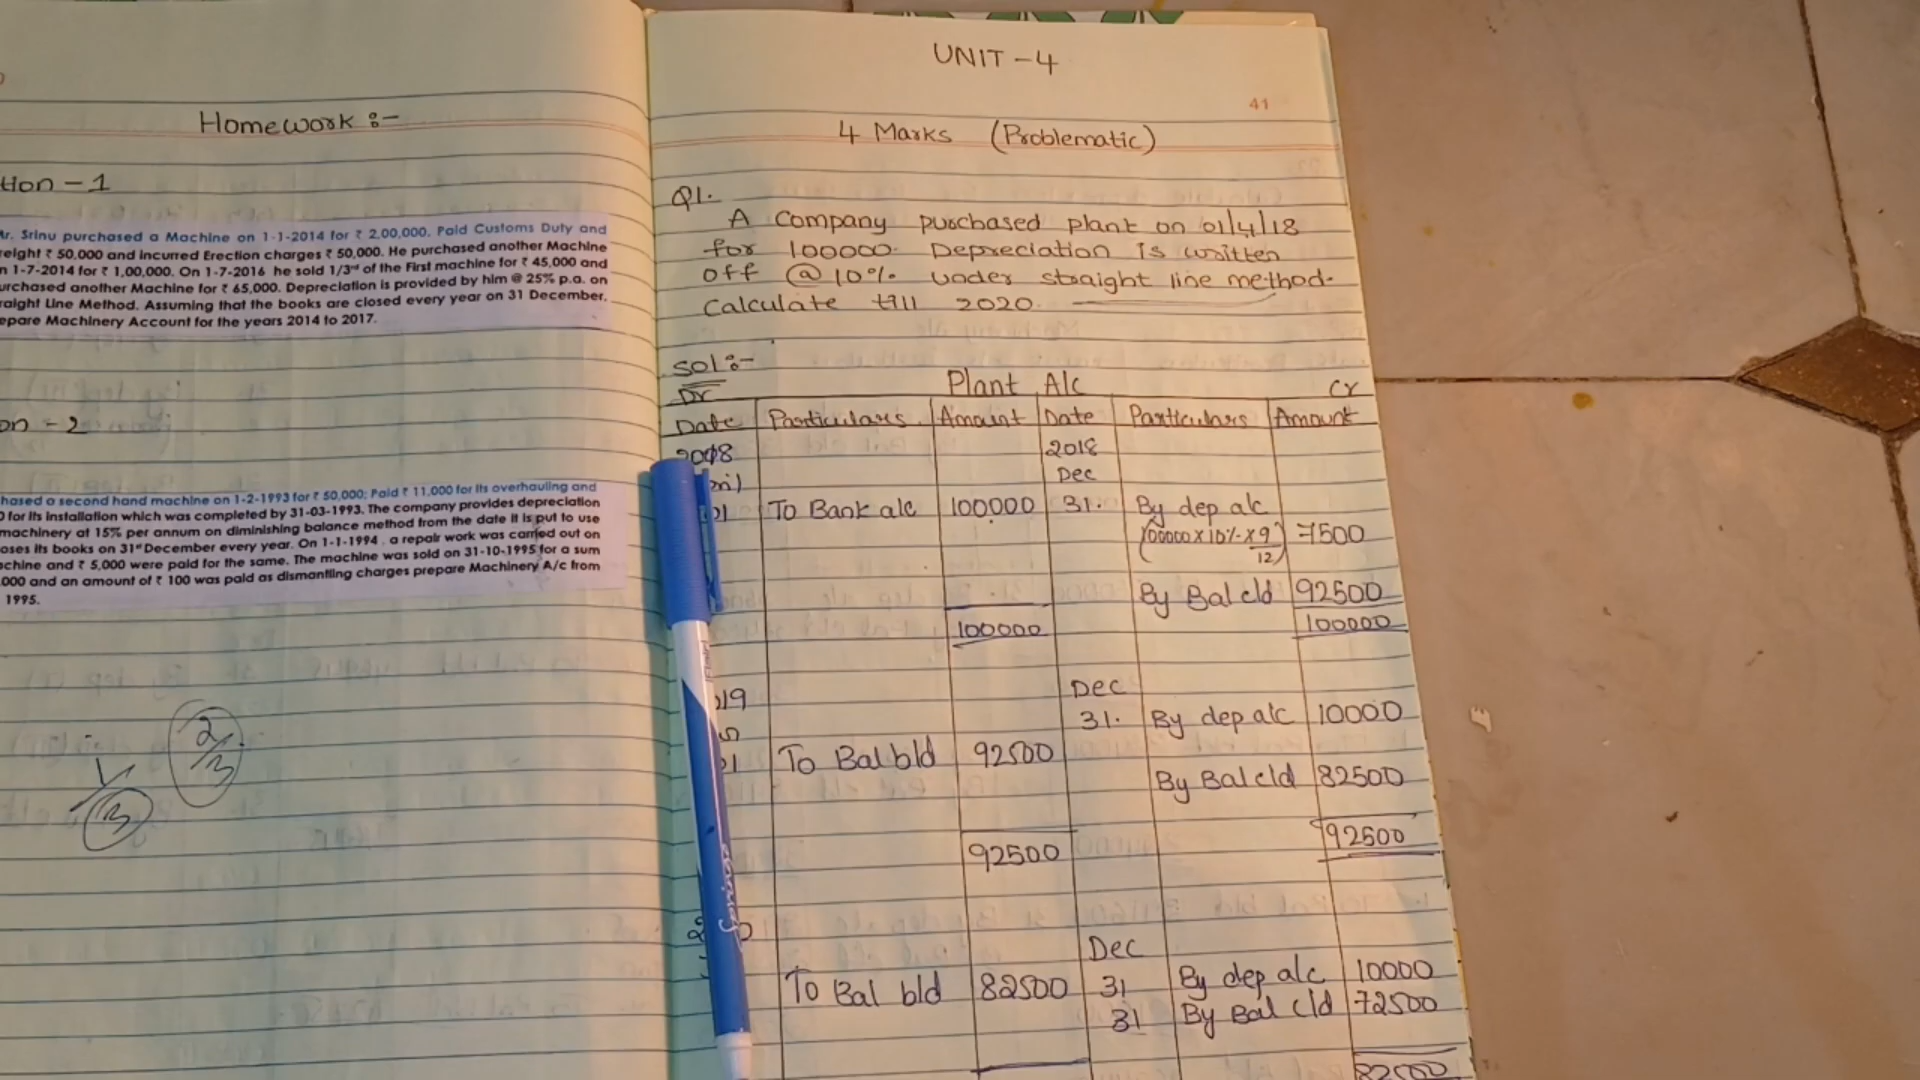 Homework :-
tion - 1
Mr. Srinu purchased a Machine on 1-1-2014 for ₹ 2,00,000. Paid Customs Duty and
reight ₹ 50,000 and incurred Erection charges ₹ 50,000. He purchased another Machine
n 1-7-2014 for ₹ 1,00,000. On 1-7-2016 he sold 1/3rd of the First machine for ₹ 45,000 and
urchased another Machine for ₹ 65,000. Depreciation is provided by him @ 25% p.a. on
raight Line Method. Assuming that the books are closed every year on 31 December.
epare Machinery Account for the years 2014 to 2017.
on - 2
hased a second hand machine on 1-2-1993 for ₹ 50,000; Paid ₹ 11,000 for its overhauling and
0 for its installation which was completed by 31-03-1993. The company provides depreciation
machinery at 15% per annum on diminishing balance method from the date it is put to use
oses its books on 31st December every year. On 1-1-1994 . a repair work was carried out on
achine and ₹ 5,000 were paid for the same. The machine was sold on 31-10-1995 for a sum
000 and an amount of ₹ 100 was paid as dismantling charges prepare Machinery A/c from
1995.
2/3
1/3
UNIT - 4
41
4 Marks (Problematic)
Q1.
A Company purchased plant on 01/4/18
for 100000. Depreciation is written
off @ 10% under straight line method.
Calculate till 2020.
Sol :-
Dr Plant A/c Cr
Date Particulars Amount Date Particulars Amount
2018 2018
Dec
01 To Bank a/c 100000 31. By dep a/c
(100000 x 10% x 9/12) 7500
By Bal c/d 92500
100000 100000
19 Dec
31. By dep a/c 10000
1 To Bal b/d 92500
By Bal c/d 82500
92500 92500
Dec
To Bal b/d 82500 31 By dep a/c 10000
31 By Bal c/d 72500
82500
Spinao